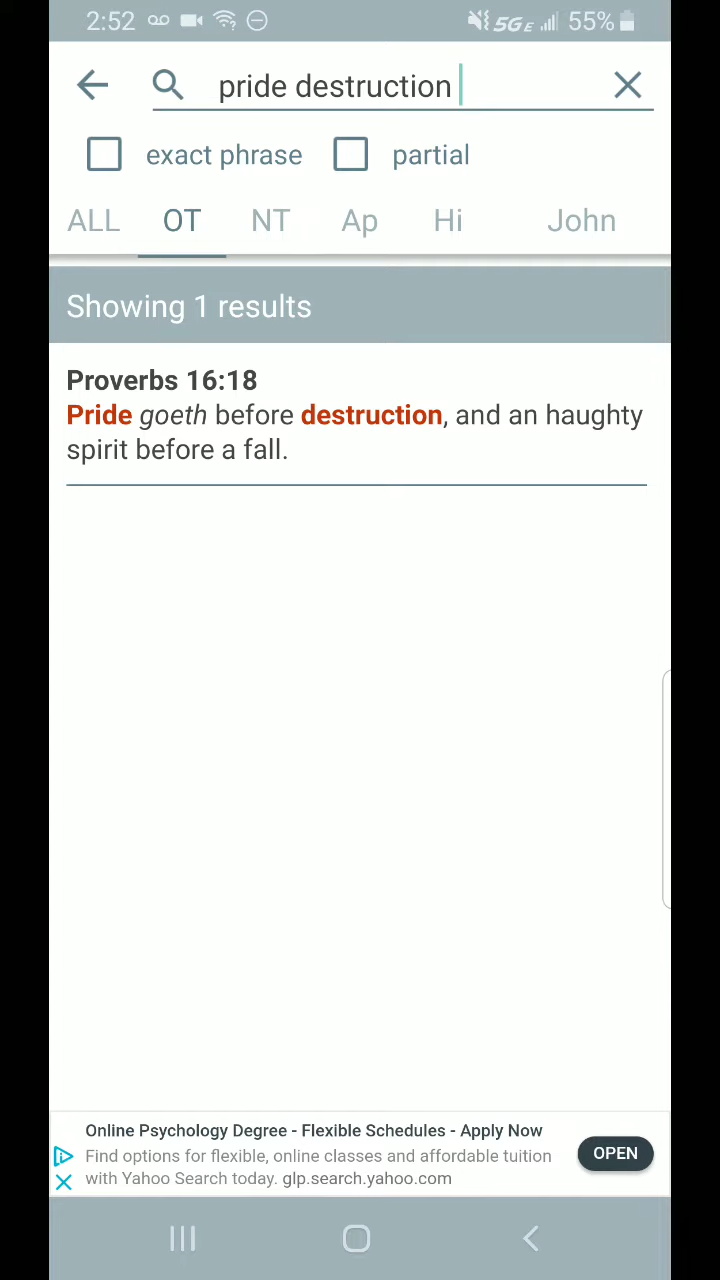 2:52 5GE 55%
pride destruction
exact phrase partial
ALL OT NT Ap Hi John
Showing 1 results
Proverbs 16:18
Pride goeth before destruction, and an haughty
spirit before a fall.
Online Psychology Degree - Flexible Schedules - Apply Now
Find options for flexible, online classes and affordable tuition
with Yahoo Search today. glp.search.yahoo.com
OPEN